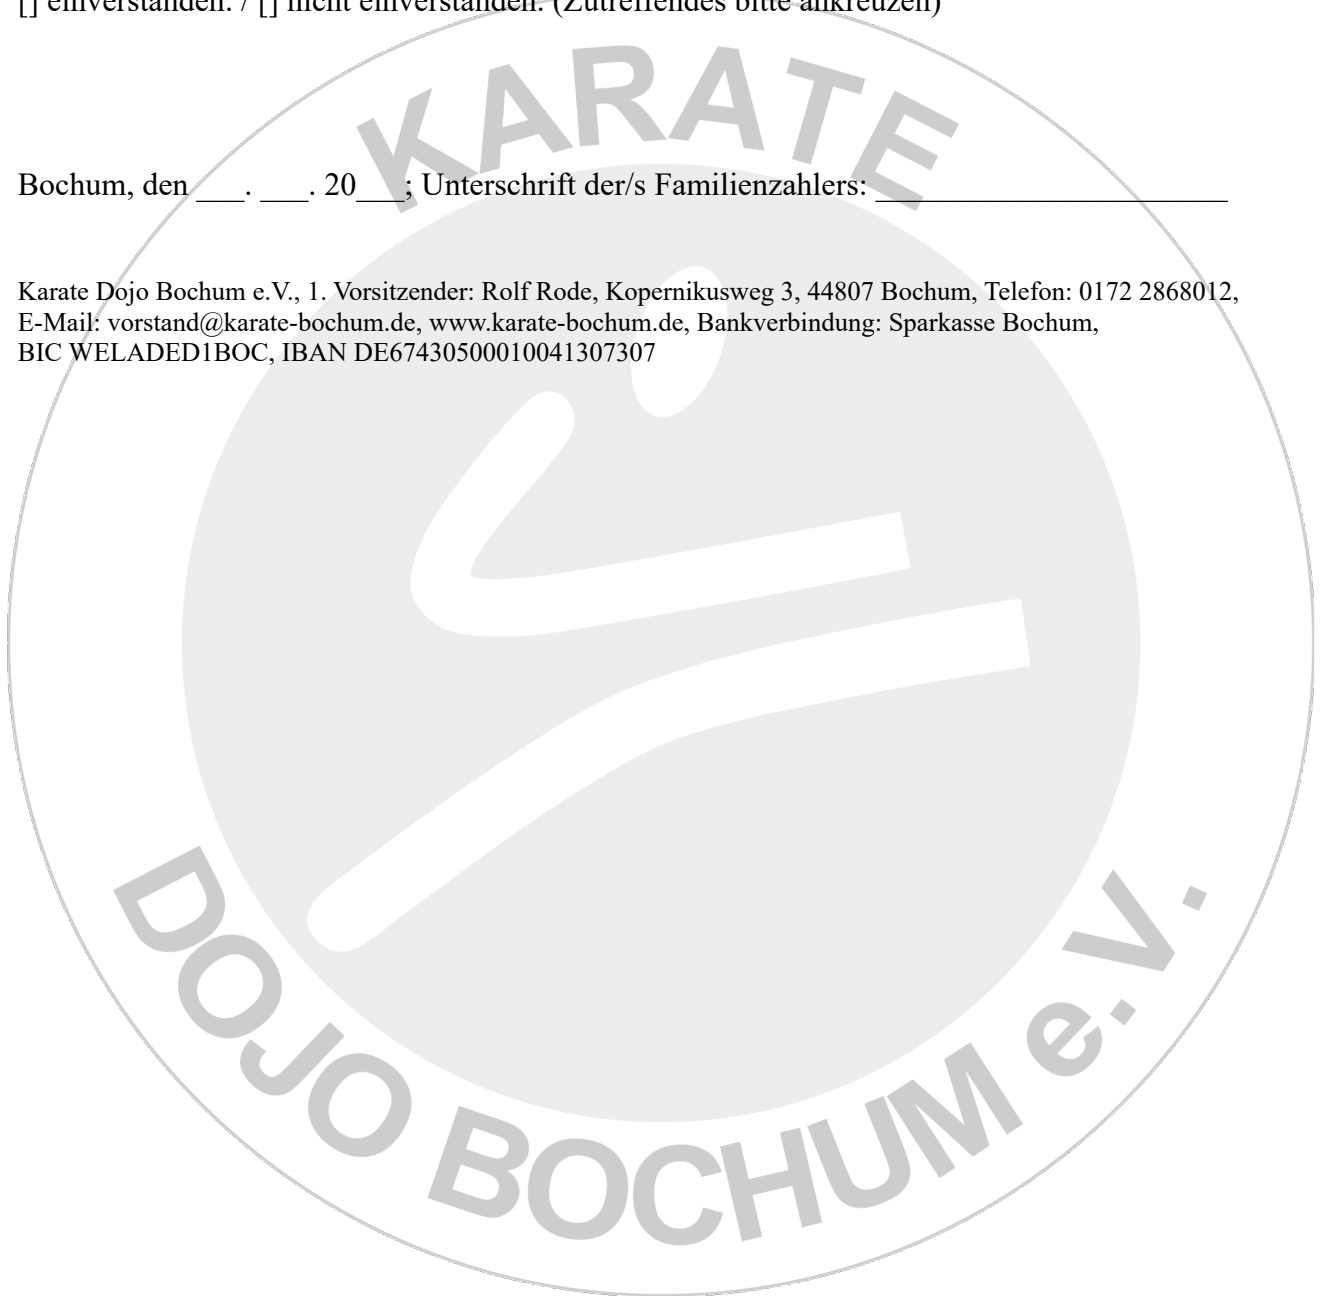 [] einverstanden. / [] nicht einverstanden. (Zutreffendes bitte ankreuzen)
KARATE
Bochum, den ___. ___. 20___; Unterschrift der/s Familienzahlers: ______________________
Karate Dojo Bochum e.V., 1. Vorsitzender: Rolf Rode, Kopernikusweg 3, 44807 Bochum, Telefon: 0172 2868012,
E-Mail: vorstand@karate-bochum.de, www.karate-bochum.de, Bankverbindung: Sparkasse Bochum,
BIC WELADED1BOC, IBAN DE67430500010041307307
DOJO BOCHUM e.V.